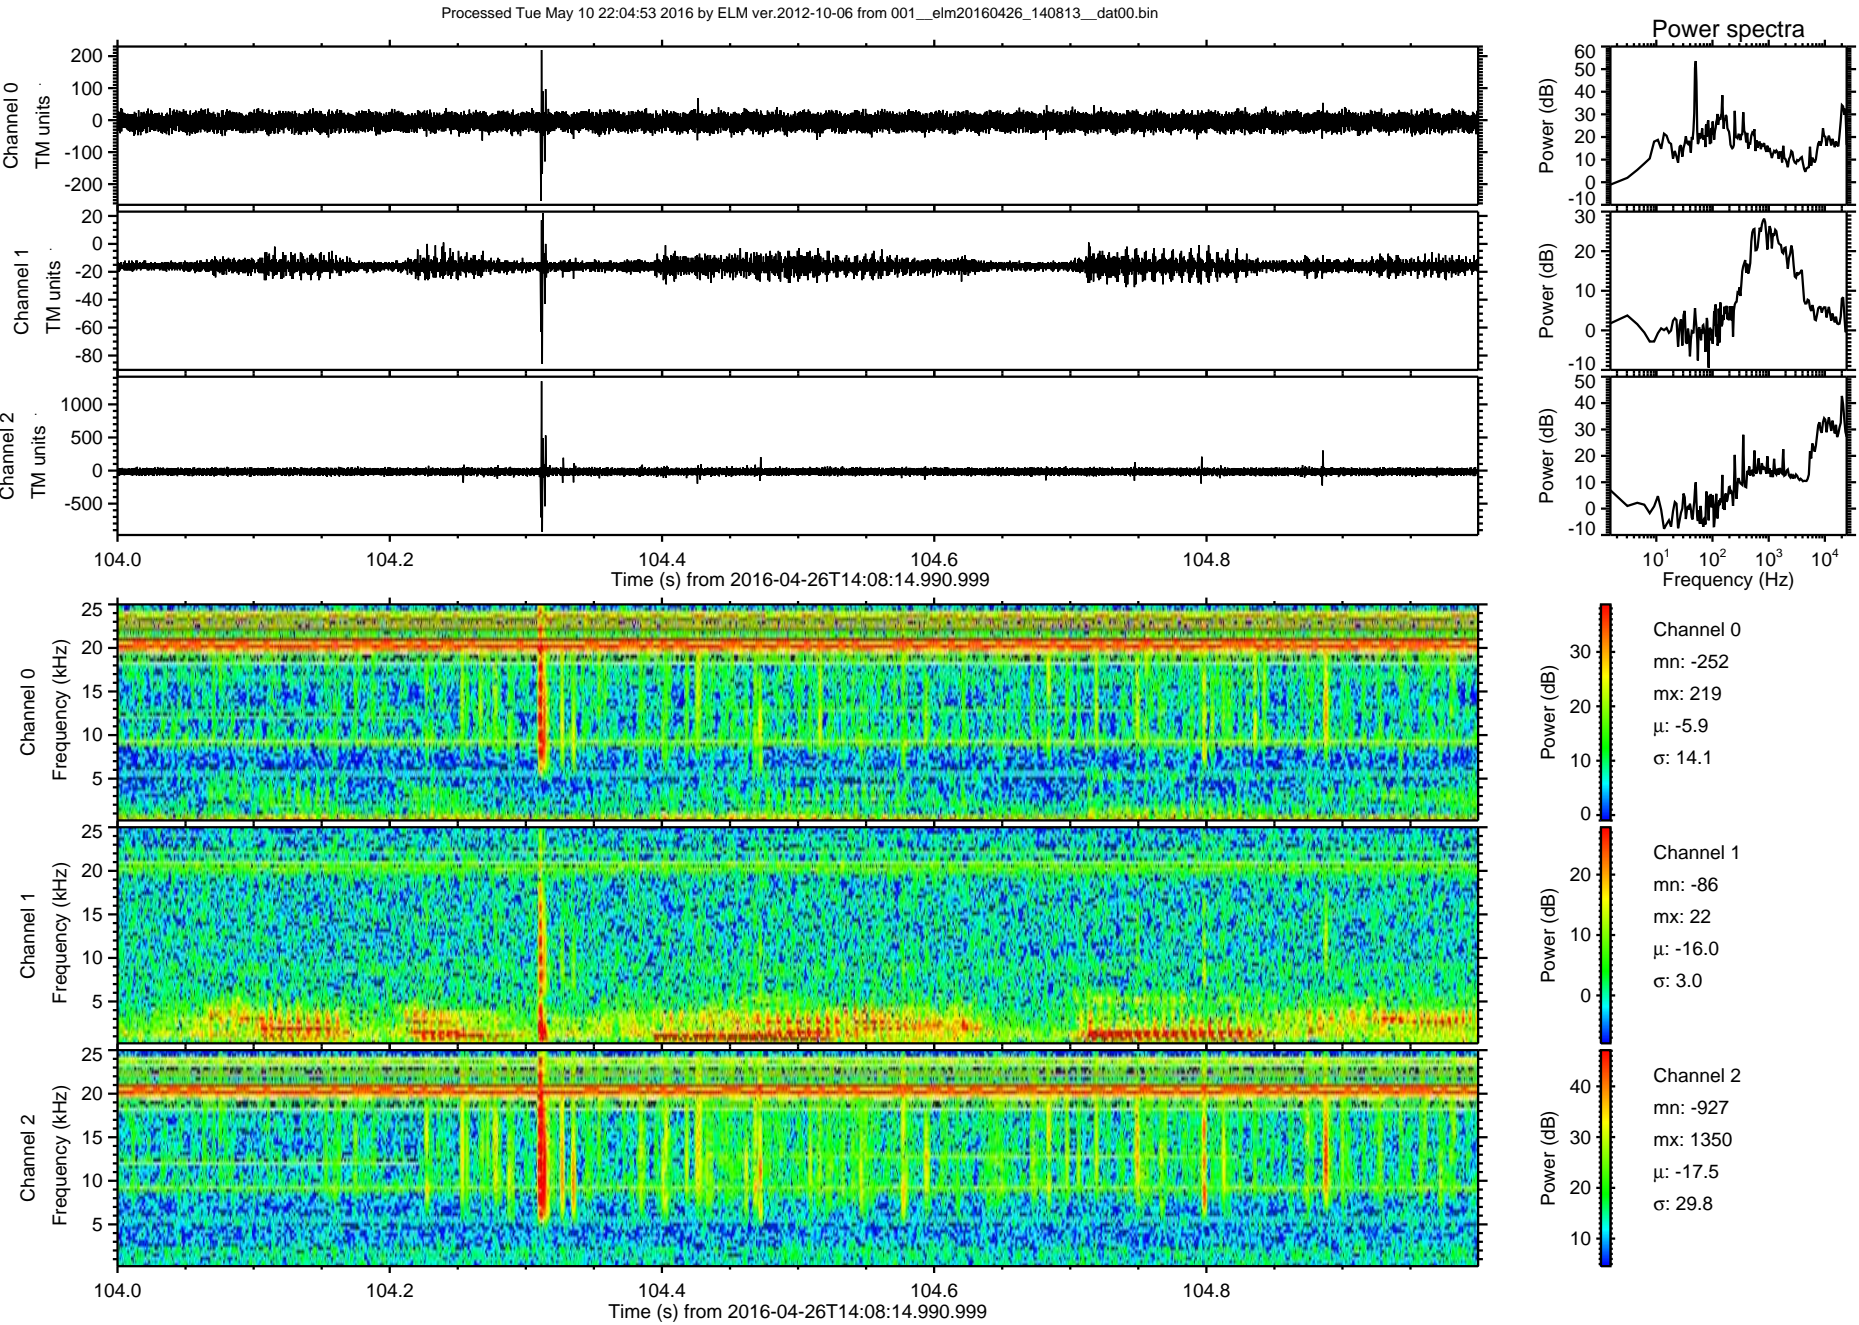 Processed Tue May 10 22:04:53 2016 by ELM ver.2012-10-06 from 001__elm20160426_140813__dat00.bin
Power spectra
Channel 0
TM units
200
100
0
-100
-200
Power (dB)
60
50
40
30
20
10
0
-10
Channel 1
TM units
20
0
-20
-40
-60
-80
Power (dB)
30
20
10
0
-10
Channel 2
TM units
1000
500
0
-500
Power (dB)
50
40
30
20
10
0
-10
104.0 104.2 104.4 104.6 104.8
Time (s) from 2016-04-26T14:08:14.990.999
10¹ 10² 10³ 10⁴
Frequency (Hz)
Channel 0
Frequency (kHz)
25
20
15
10
5
Power (dB)
30
20
10
0
Channel 0
mn: -252
mx: 219
μ: -5.9
σ: 14.1
Channel 1
Frequency (kHz)
25
20
15
10
5
Power (dB)
20
10
0
Channel 1
mn: -86
mx: 22
μ: -16.0
σ: 3.0
Channel 2
Frequency (kHz)
25
20
15
10
5
Power (dB)
40
30
20
10
Channel 2
mn: -927
mx: 1350
μ: -17.5
σ: 29.8
104.0 104.2 104.4 104.6 104.8
Time (s) from 2016-04-26T14:08:14.990.999